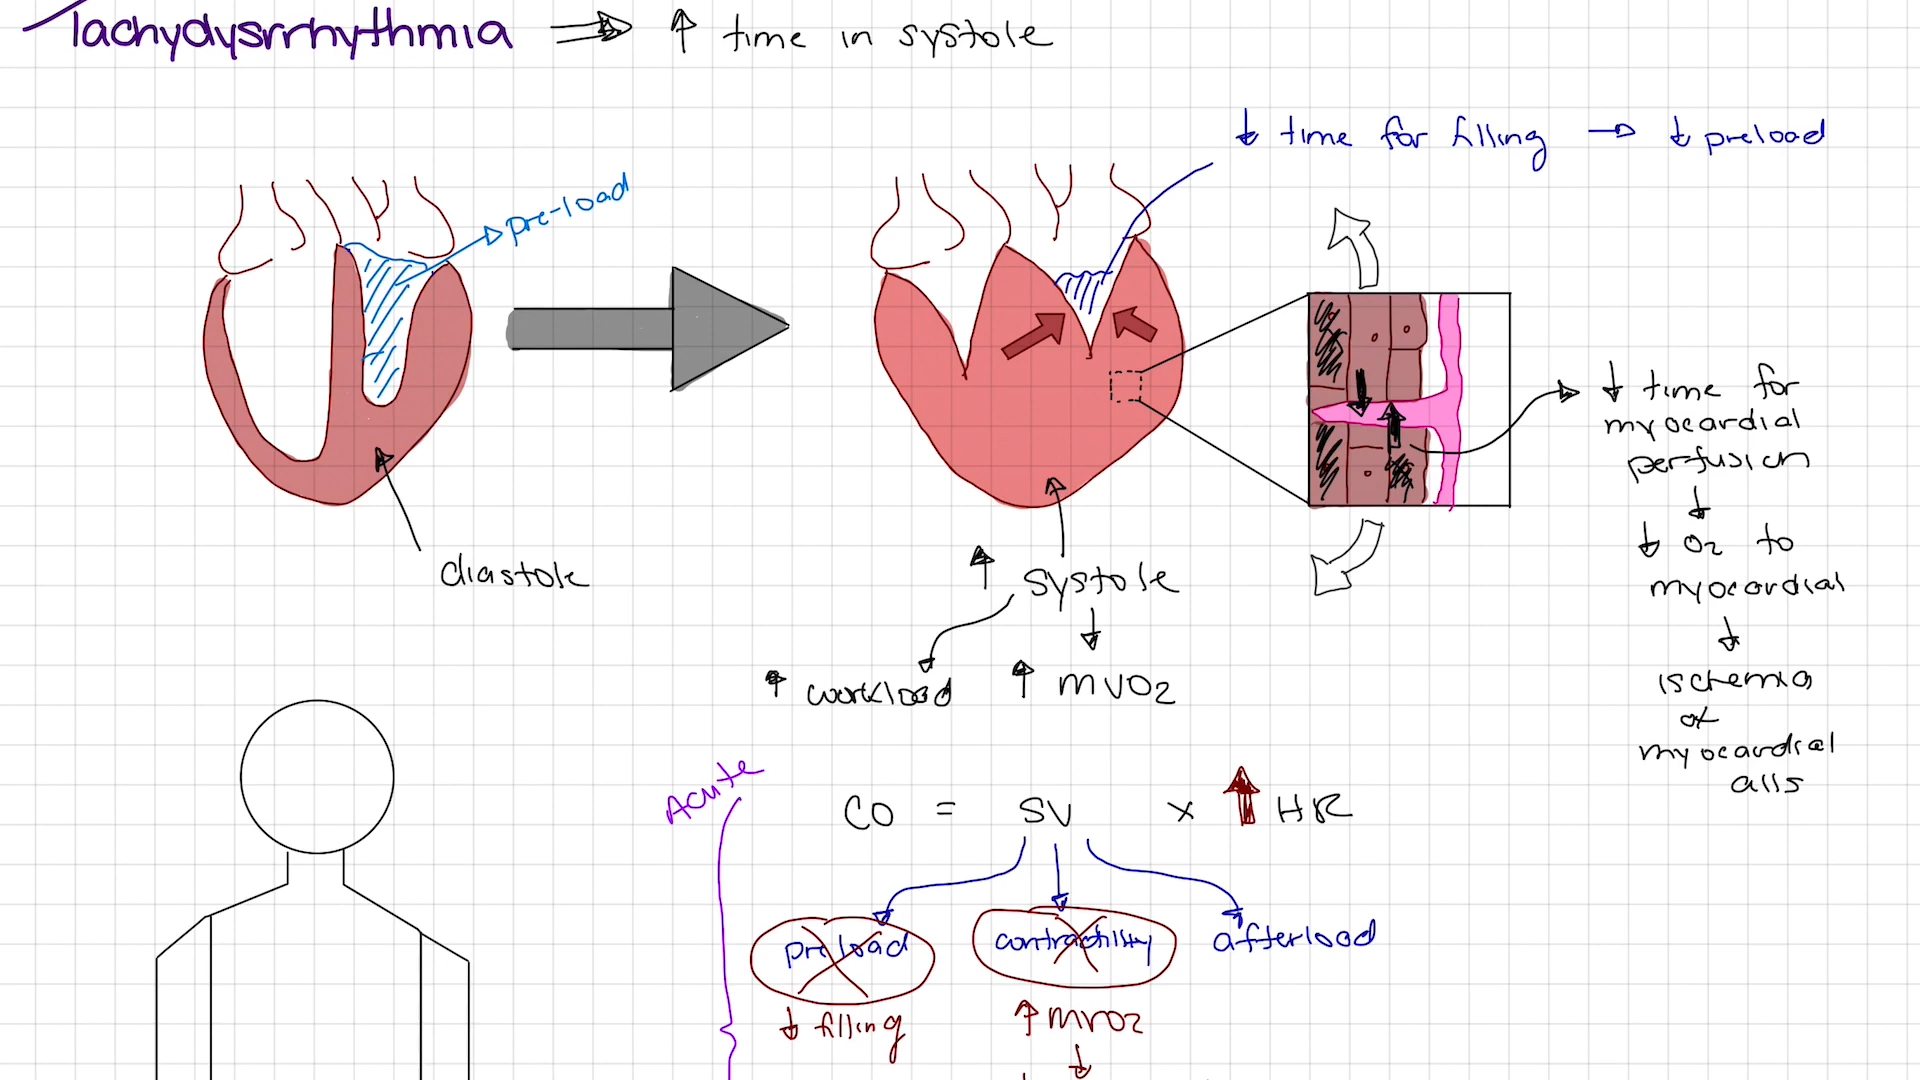 Tachydysrrhythmia ⇒ ↑ time in systole
↓ time for filling → ↓ preload
pre-load
↓ time for
myocardial
perfusion
↓
↓ O2 to
myocardial
↓
ischemia
of
myocardial
cells
diastole
↑ systole
↑ workload ↑ MVO2
Acute
CO = SV x ↑ HR
preload contractility afterload
↓ filling ↑ MVO2
↓